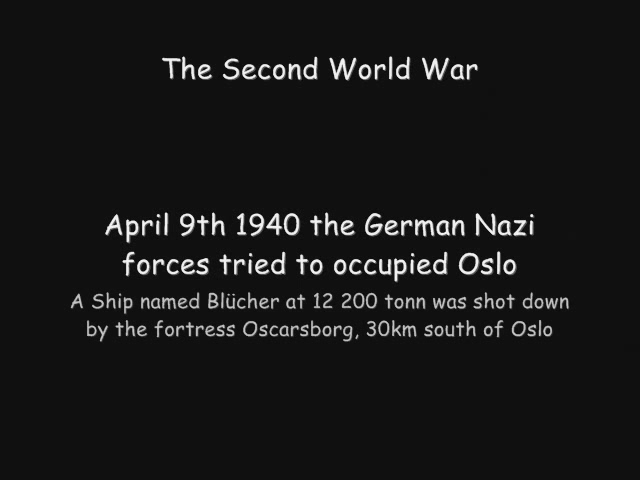 The Second World War
April 9th 1940 the German Nazi
forces tried to occupied Oslo
A Ship named Blücher at 12 200 tonn was shot down
by the fortress Oscarsborg, 30km south of Oslo